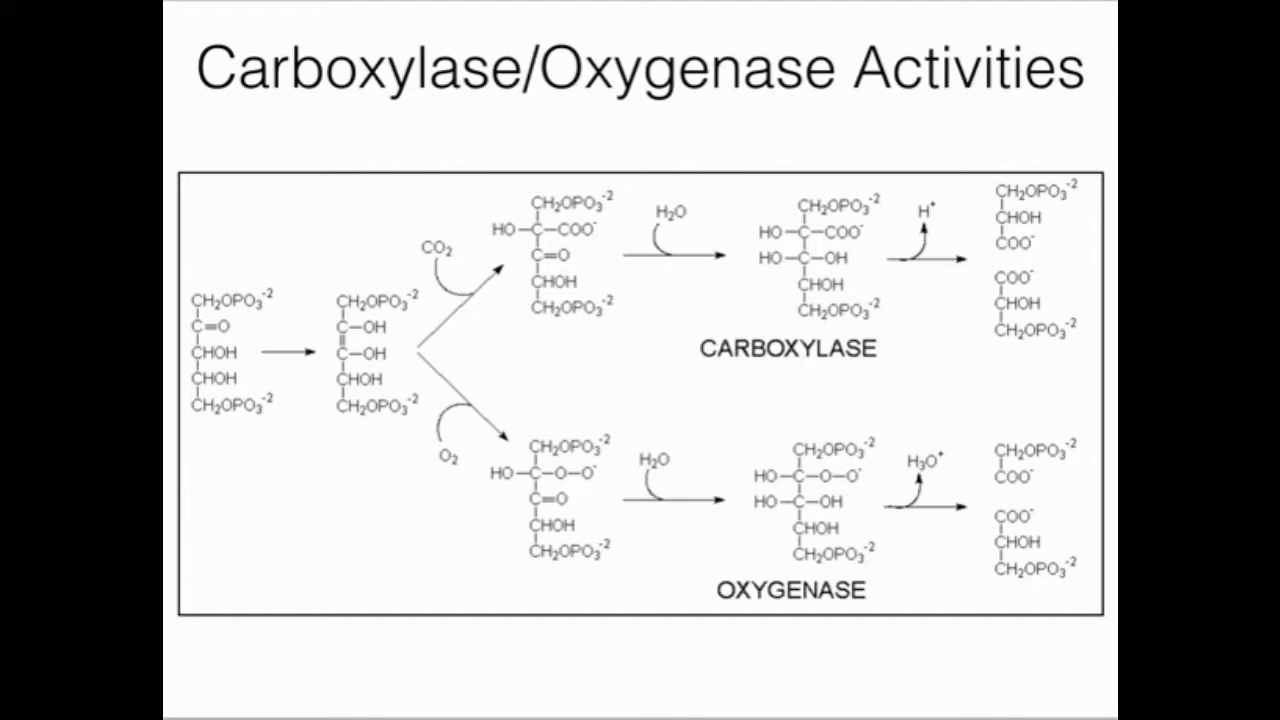 Carboxylase/Oxygenase Activities
CH₂OPO₃⁻²
C=O
CHOH
CHOH
CH₂OPO₃⁻²
CH₂OPO₃⁻²
C–OH
C–OH
CHOH
CH₂OPO₃⁻²
CO₂
O₂
CH₂OPO₃⁻²
HO–C–COO⁻
C=O
CHOH
CH₂OPO₃⁻²
H₂O
CH₂OPO₃⁻²
HO–C–COO⁻
HO–C–OH
CHOH
CH₂OPO₃⁻²
H⁺
CH₂OPO₃⁻²
CHOH
COO⁻
COO⁻
CHOH
CH₂OPO₃⁻²
CARBOXYLASE
CH₂OPO₃⁻²
HO–C–O–O⁻
C=O
CHOH
CH₂OPO₃⁻²
H₂O
CH₂OPO₃⁻²
HO–C–O–O⁻
HO–C–OH
CHOH
CH₂OPO₃⁻²
H₃O⁺
CH₂OPO₃⁻²
COO⁻
COO⁻
CHOH
CH₂OPO₃⁻²
OXYGENASE